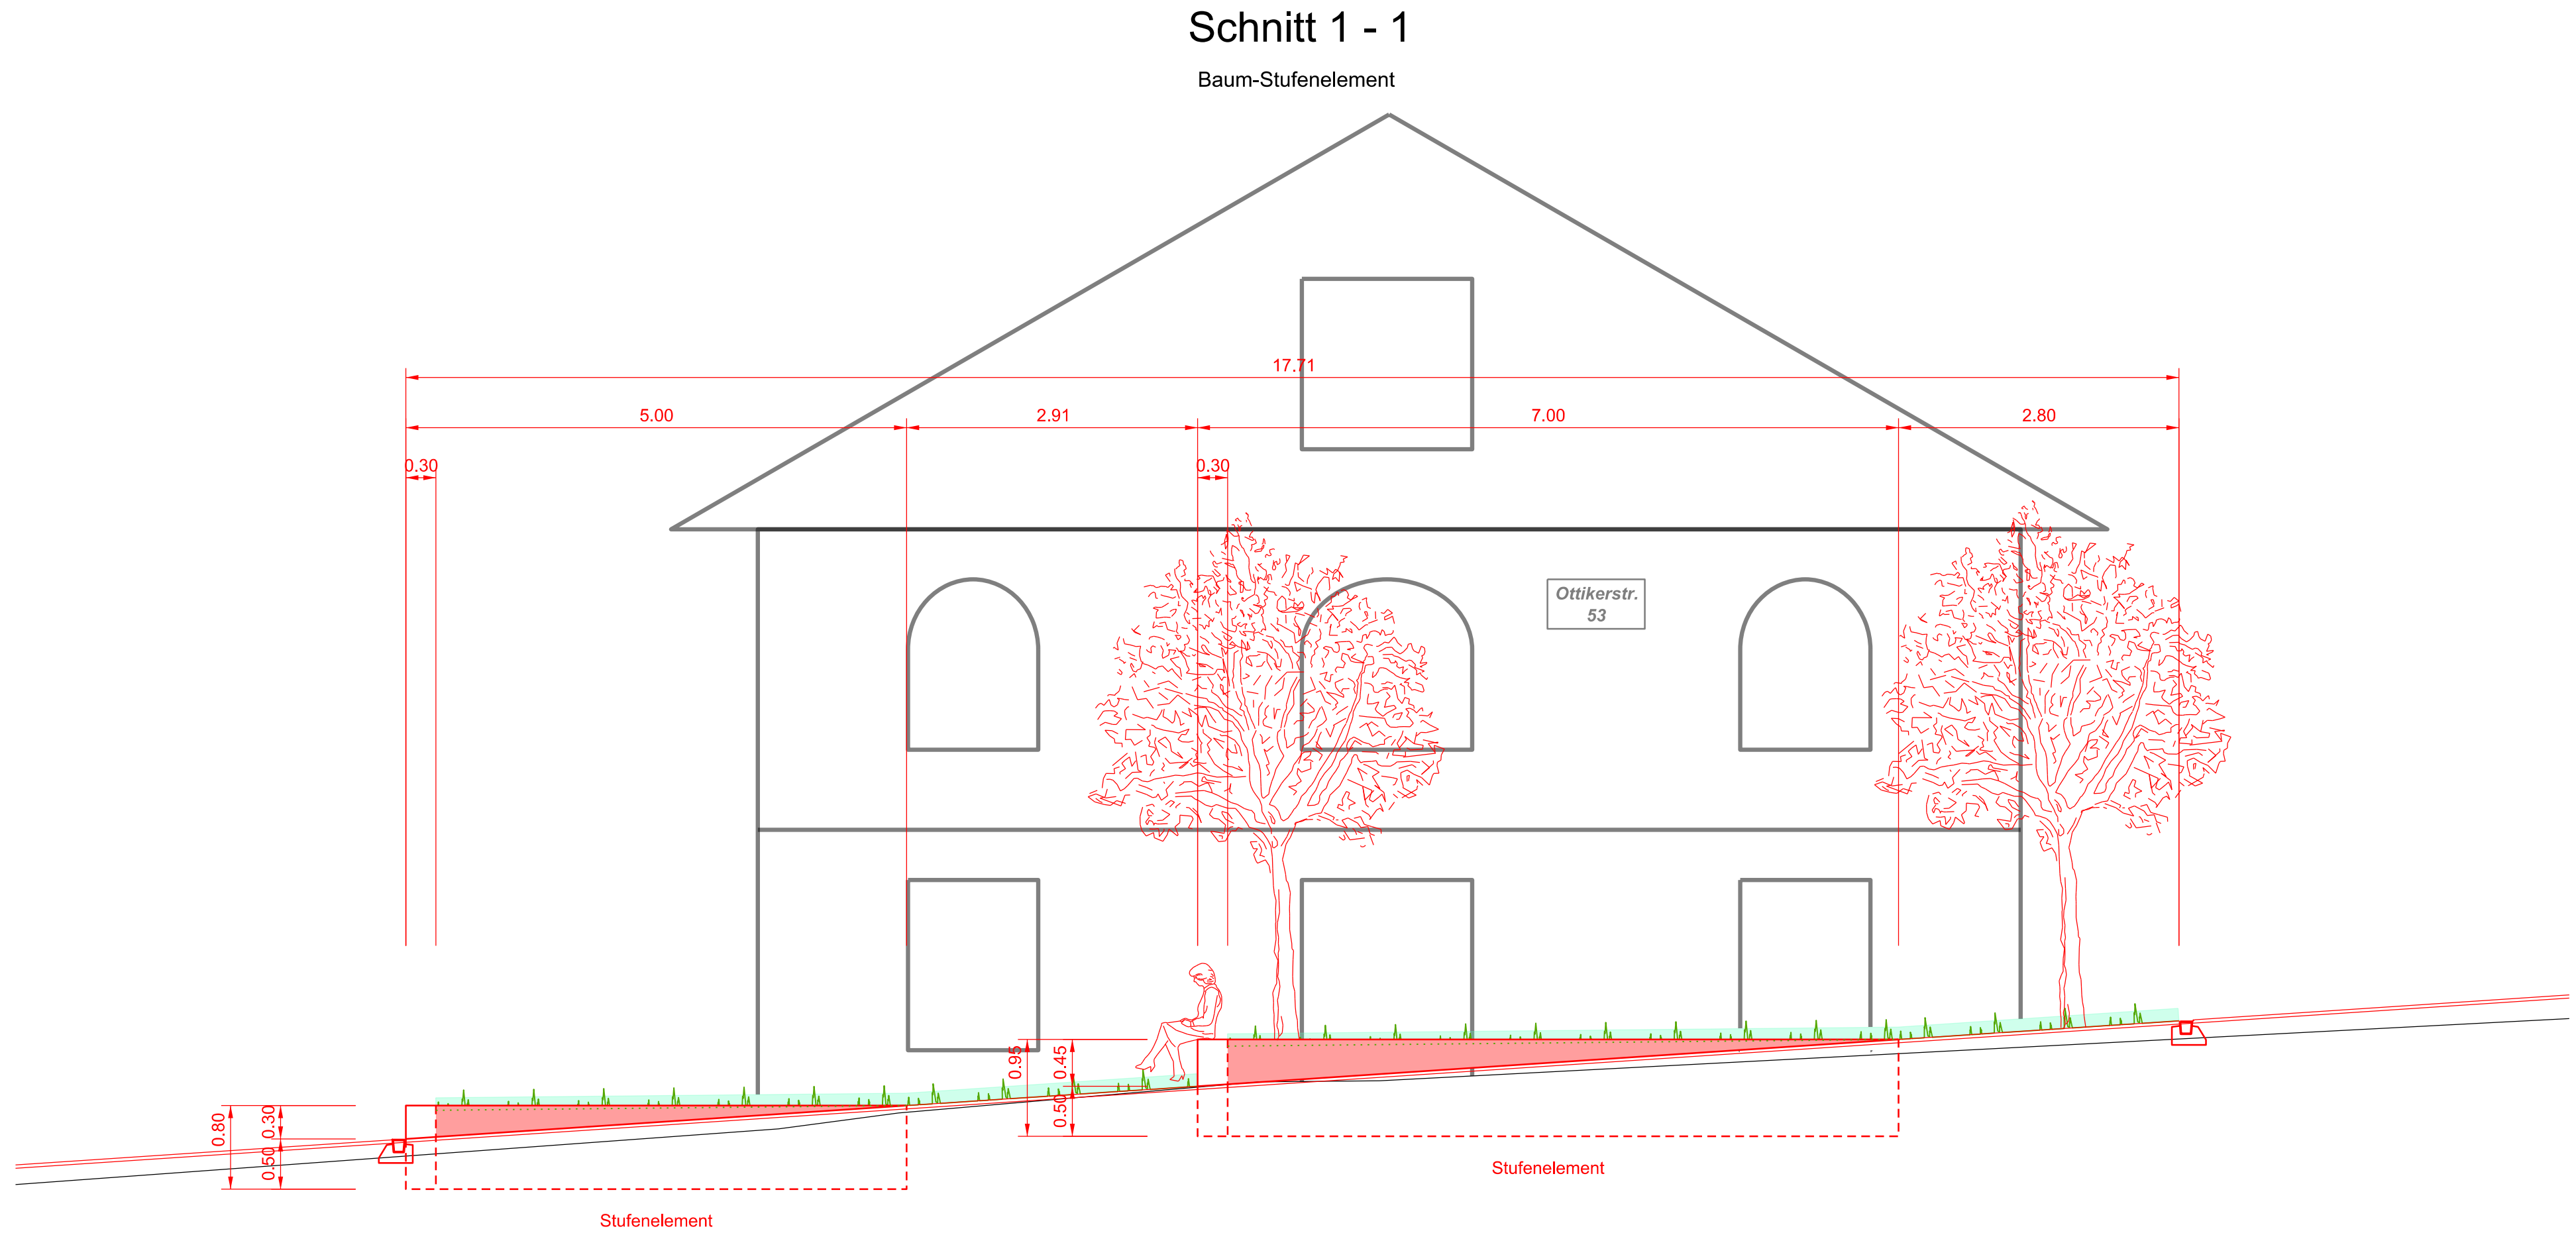 Schnitt 1 - 1
Baum-Stufenelement
17.71
5.00
2.91
7.00
2.80
0.30
0.30
Ottikerstr.
53
0.95
0.45
0.50
0.80
0.30
0.50
Stufenelement
Stufenelement